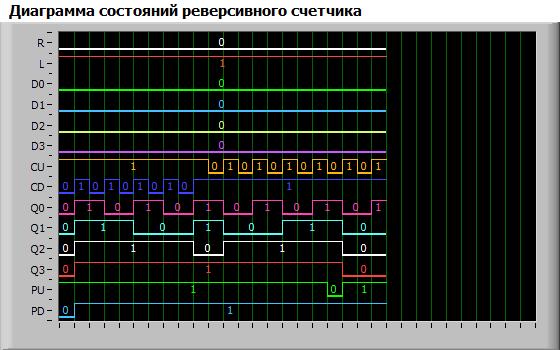 Диаграмма состояний реверсивного счетчика
R 0
L 1
D0 0
D1 0
D2 0
D3 0
CU 1 0 1 0 1 0 1 0 1 0 1 0 1
CD 0 1 0 1 0 1 0 1 0 1
Q0 0 1 0 1 0 1 0 1 0 1 0 1
Q1 0 1 0 1 0 1 0
Q2 0 1 0 1 0
Q3 0 1 0
PU 1 0 1
PD 0 1